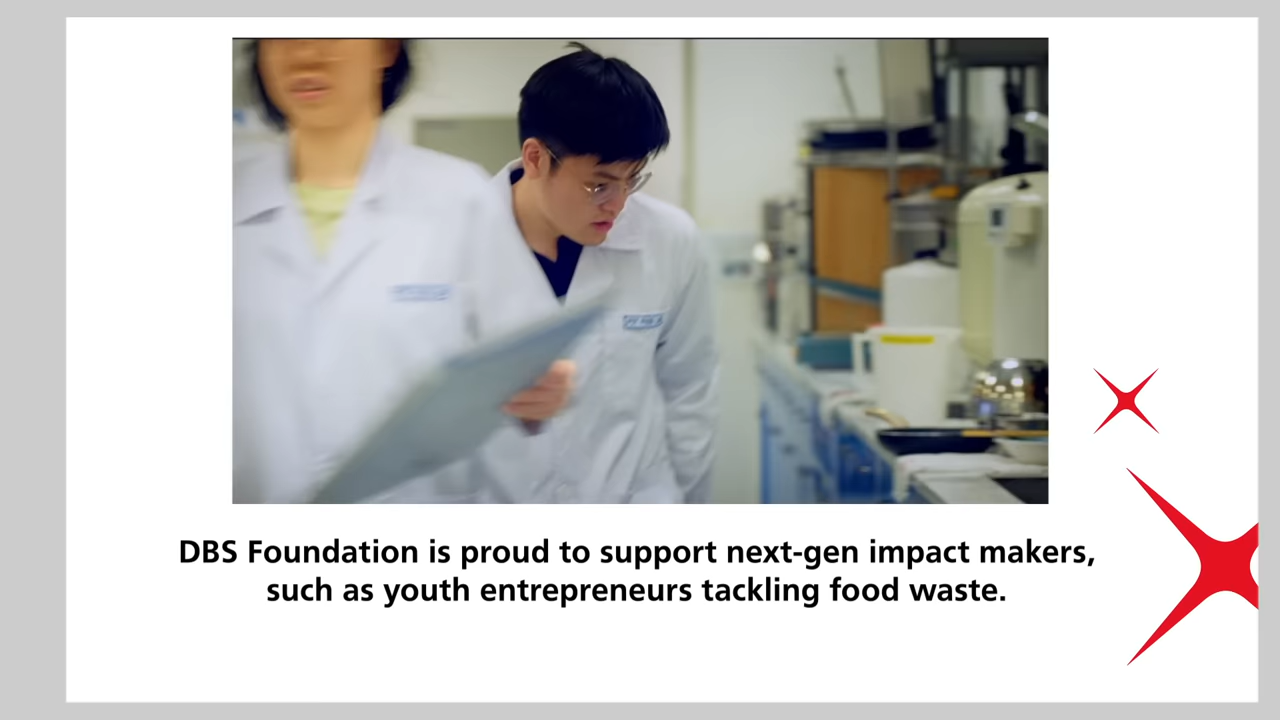 DBS Foundation is proud to support next-gen impact makers,
such as youth entrepreneurs tackling food waste.